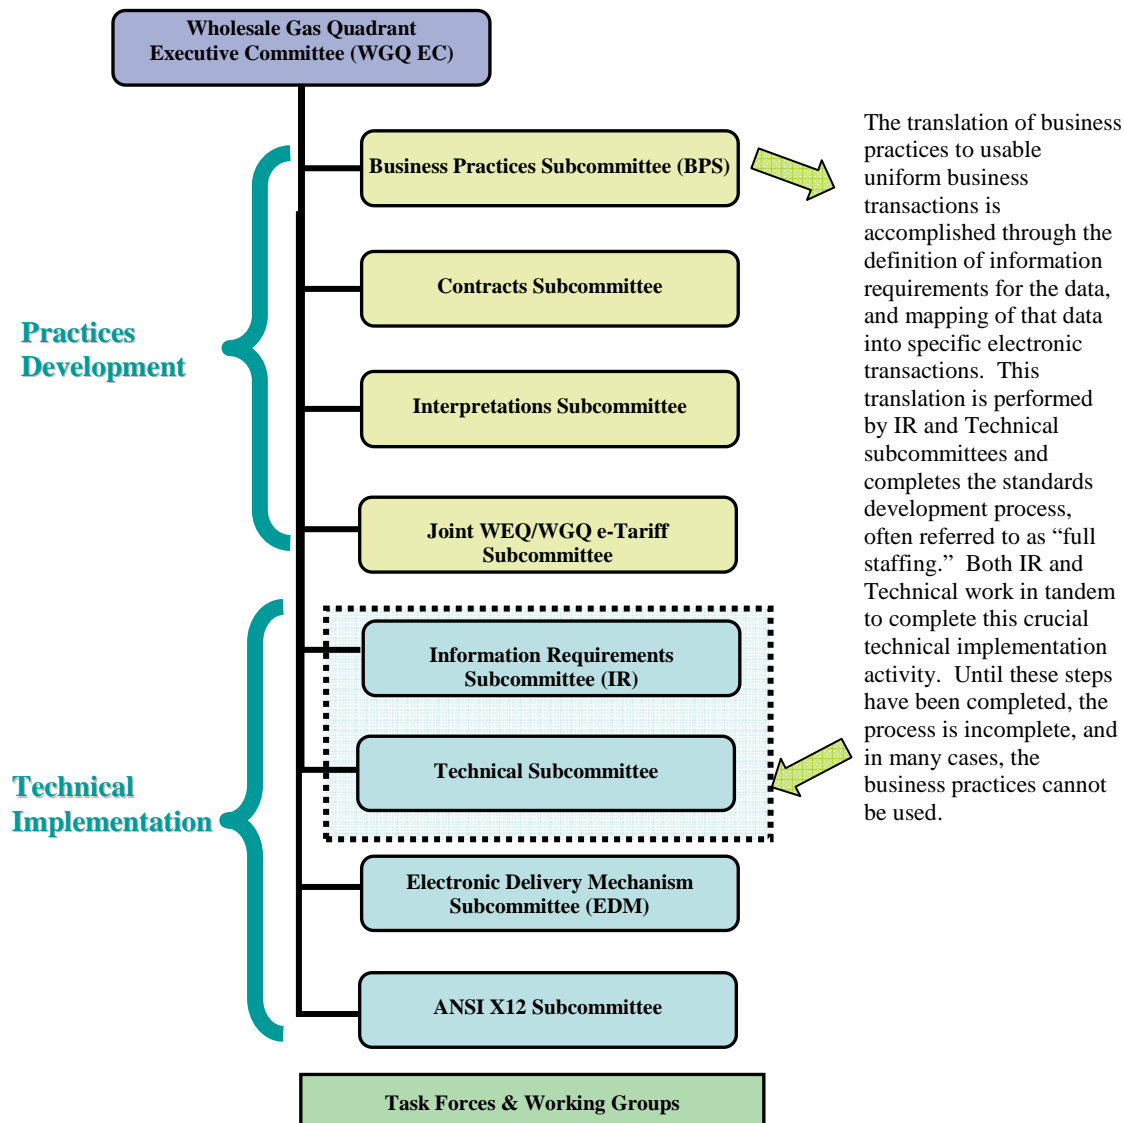 Wholesale Gas Quadrant
Executive Committee (WGQ EC)
Business Practices Subcommittee (BPS)
Contracts Subcommittee
Practices
Development
Interpretations Subcommittee
Joint WEQ/WGQ e-Tariff
Subcommittee
Information Requirements
Subcommittee (IR)
Technical Subcommittee
Technical
Implementation
Electronic Delivery Mechanism
Subcommittee (EDM)
ANSI X12 Subcommittee
Task Forces & Working Groups
The translation of business
practices to usable
uniform business
transactions is
accomplished through the
definition of information
requirements for the data,
and mapping of that data
into specific electronic
transactions.  This
translation is performed
by IR and Technical
subcommittees and
completes the standards
development process,
often referred to as “full
staffing.”  Both IR and
Technical work in tandem
to complete this crucial
technical implementation
activity.  Until these steps
have been completed, the
process is incomplete, and
in many cases, the
business practices cannot
be used.